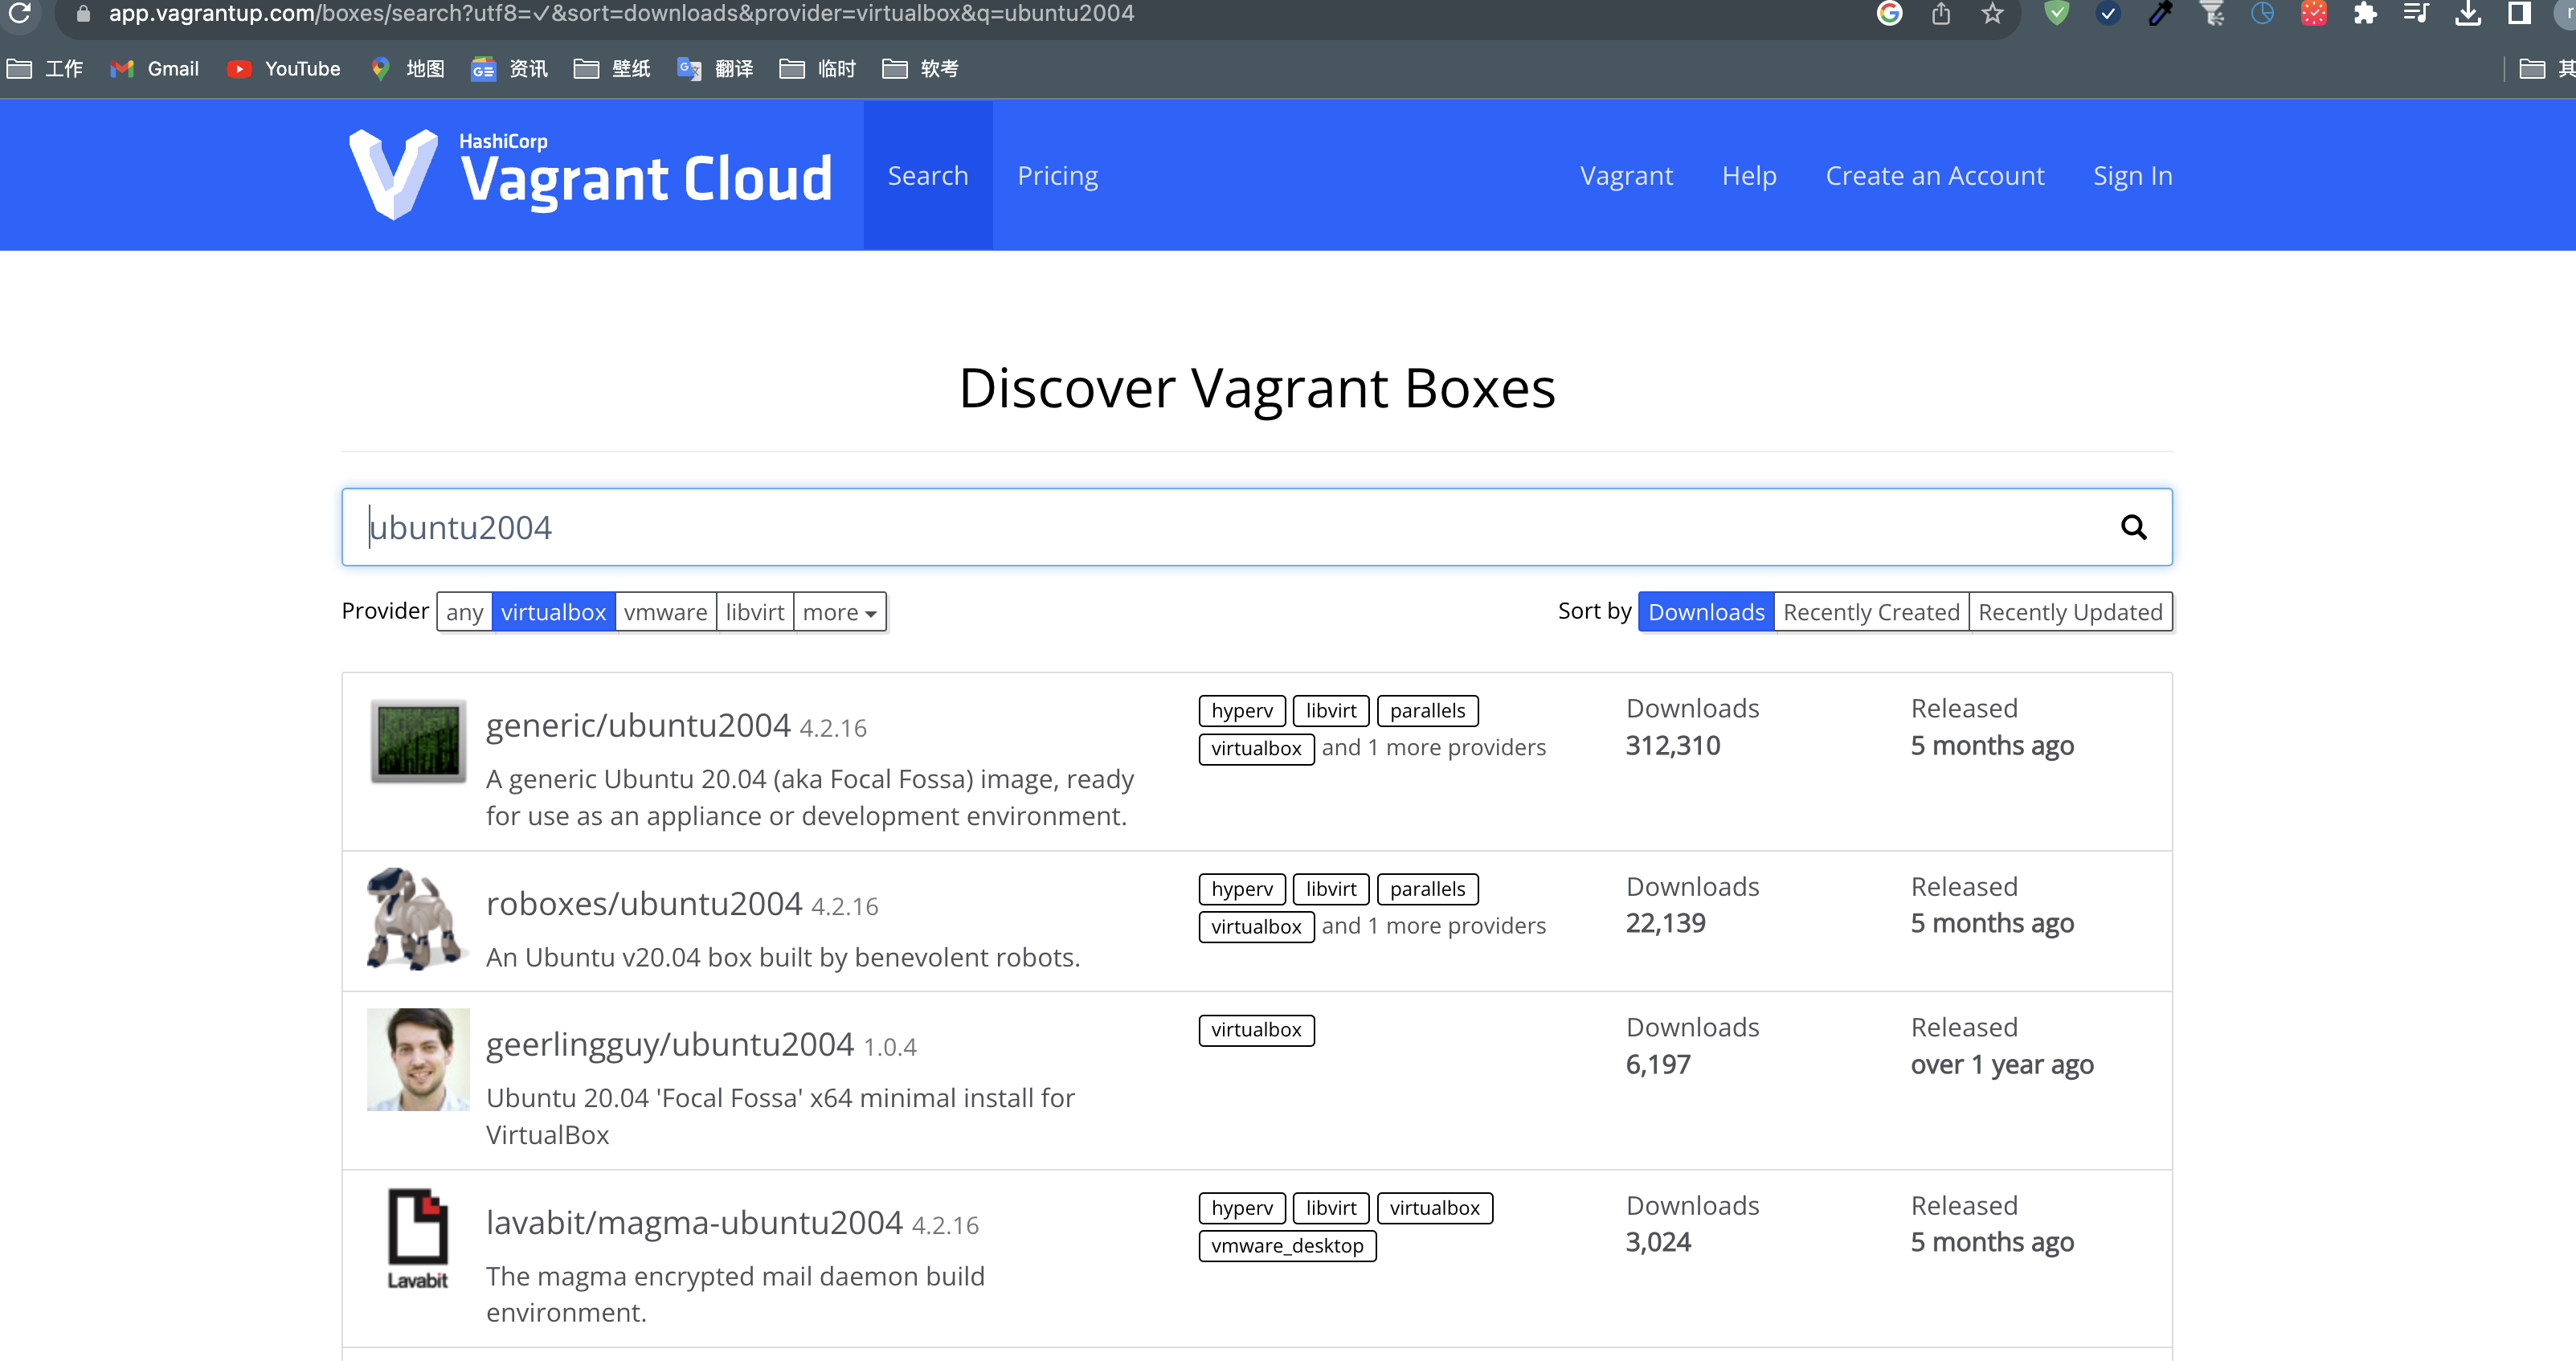 app.vagrantup.com/boxes/search?utf8=✓&sort=downloads&provider=virtualbox&q=ubuntu2004
工作 Gmail YouTube 地图 资讯 壁纸 翻译 临时 软考
HashiCorp
Vagrant Cloud
Search Pricing Vagrant Help Create an Account Sign In
Discover Vagrant Boxes
ubuntu2004
Provider any virtualbox vmware libvirt more Sort by Downloads Recently Created Recently Updated
generic/ubuntu2004 4.2.16
A generic Ubuntu 20.04 (aka Focal Fossa) image, ready
for use as an appliance or development environment.
hyperv libvirt parallels
virtualbox and 1 more providers
Downloads
312,310
Released
5 months ago
roboxes/ubuntu2004 4.2.16
An Ubuntu v20.04 box built by benevolent robots.
hyperv libvirt parallels
virtualbox and 1 more providers
Downloads
22,139
Released
5 months ago
geerlingguy/ubuntu2004 1.0.4
Ubuntu 20.04 'Focal Fossa' x64 minimal install for
VirtualBox
virtualbox
Downloads
6,197
Released
over 1 year ago
Lavabit
lavabit/magma-ubuntu2004 4.2.16
The magma encrypted mail daemon build
environment.
hyperv libvirt virtualbox
vmware_desktop
Downloads
3,024
Released
5 months ago